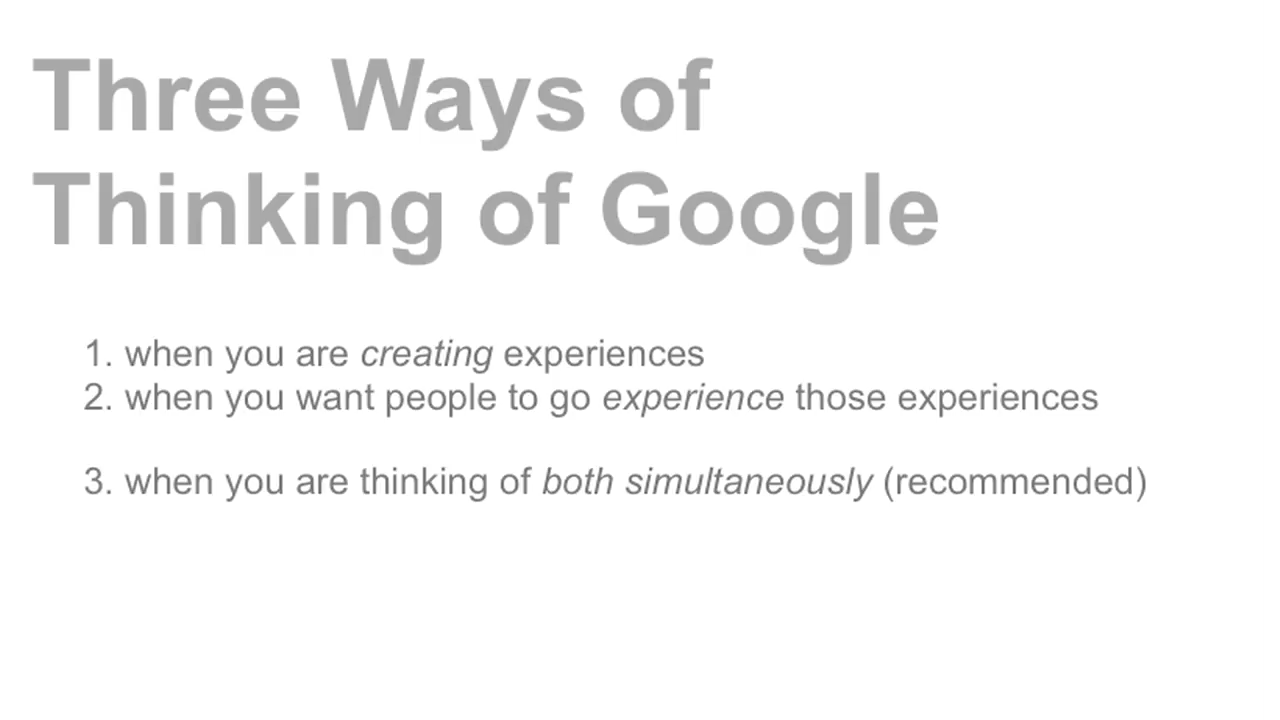 Three Ways of
Thinking of Google
1. when you are creating experiences
2. when you want people to go experience those experiences
3. when you are thinking of both simultaneously (recommended)